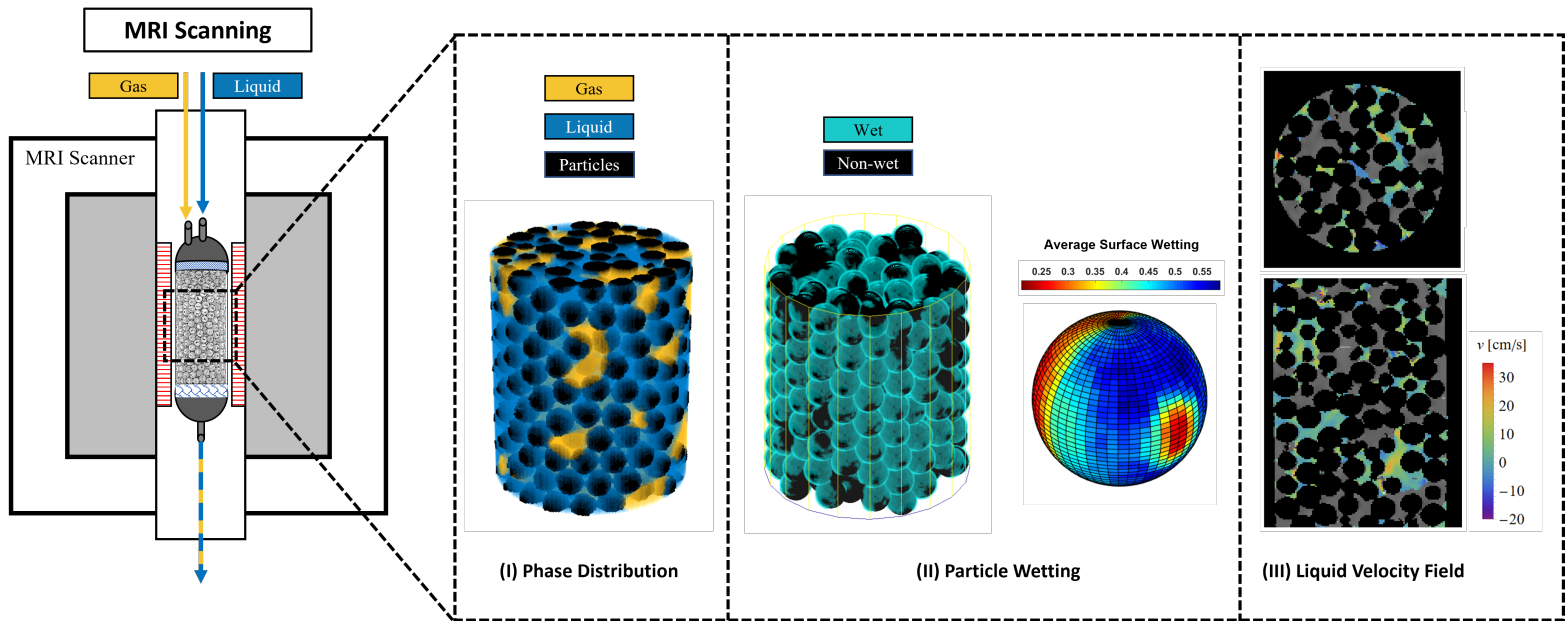 MRI Scanning
Gas
Liquid
MRI Scanner
Gas
Liquid
Particles
(I) Phase Distribution
Wet
Non-wet
Average Surface Wetting
0.25 0.3 0.35 0.4 0.45 0.5 0.55
(II) Particle Wetting
v [cm/s]
35
20
10
0
−10
−20
(III) Liquid Velocity Field